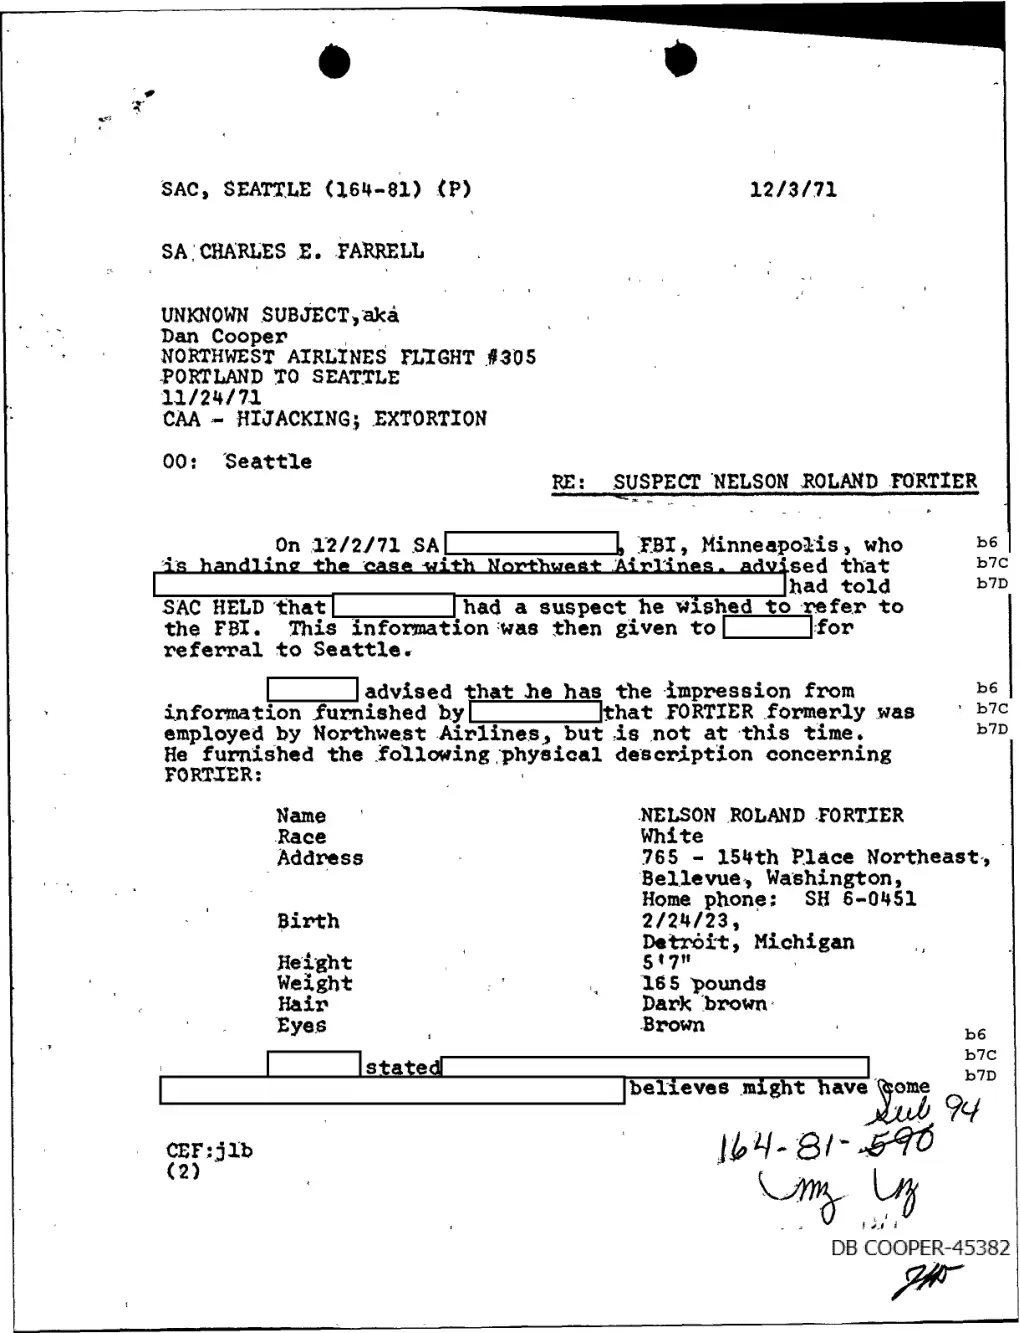 SAC, SEATTLE (164-81) (P) 12/3/71
SA CHARLES E. FARRELL
UNKNOWN SUBJECT, aka
Dan Cooper
NORTHWEST AIRLINES FLIGHT #305
PORTLAND TO SEATTLE
11/24/71
CAA - HIJACKING; EXTORTION
OO: Seattle
RE: SUSPECT NELSON ROLAND FORTIER
On 12/2/71 SA , FBI, Minneapolis, who b6
is handling the case with Northwest Airlines, advised that b7C
had told b7D
SAC HELD that had a suspect he wished to refer to
the FBI. This information was then given to for
referral to Seattle.
advised that he has the impression from b6
information furnished by that FORTIER formerly was b7C
employed by Northwest Airlines, but is not at this time. b7D
He furnished the following physical description concerning
FORTIER:
Name NELSON ROLAND FORTIER
Race White
Address 765 - 154th Place Northeast,
Bellevue, Washington,
Home phone: SH 6-0451
Birth 2/24/23,
Detroit, Michigan
Height 5'7"
Weight 165 pounds
Hair Dark brown
Eyes Brown
b6
stated b7C
b7D
believes might have come
Sub 94
164-81-590
CEF:jlb
(2)
DB COOPER-45382